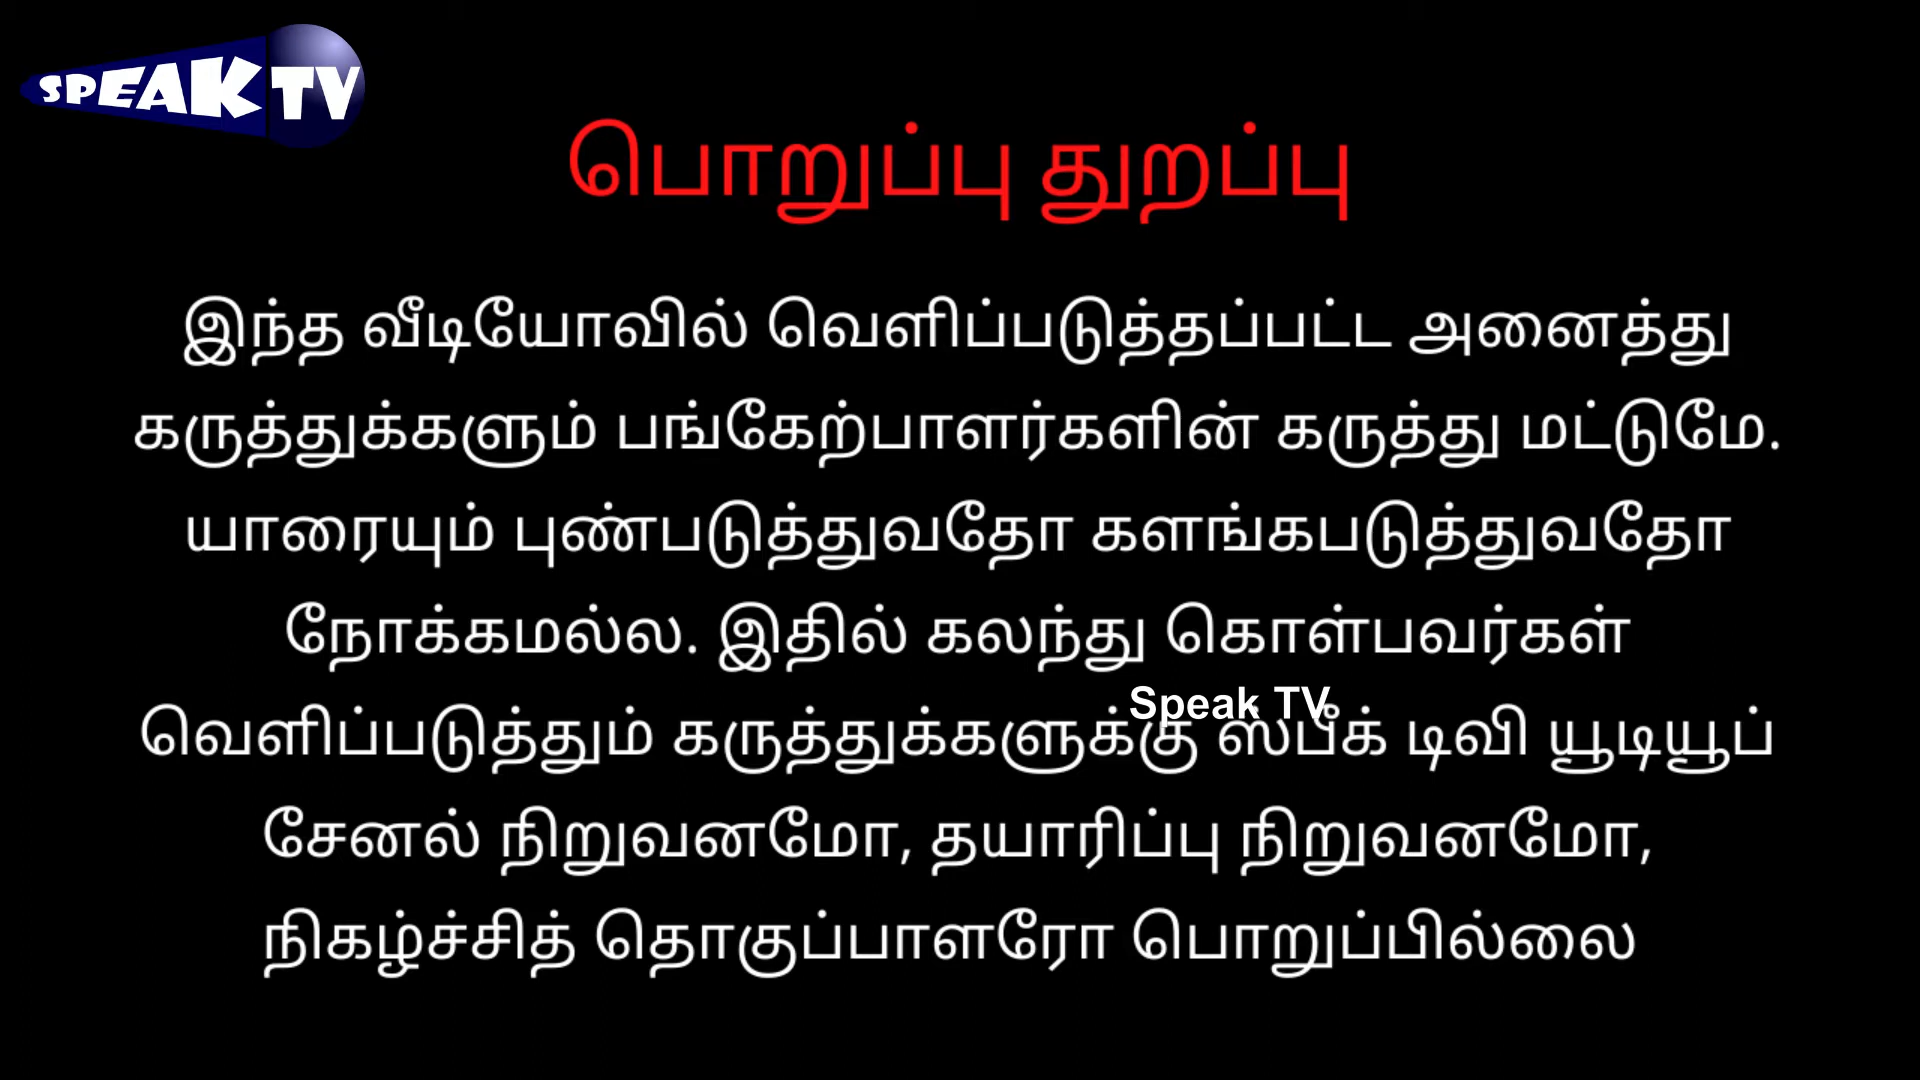 SPEAK TV
பொறுப்பு துறப்பு
இந்த வீடியோவில் வெளிப்படுத்தப்பட்ட அனைத்து
கருத்துக்களும் பங்கேற்பாளர்களின் கருத்து மட்டுமே.
யாரையும் புண்படுத்துவதோ களங்கபடுத்துவதோ
நோக்கமல்ல. இதில் கலந்து கொள்பவர்கள்
Speak TV
வெளிப்படுத்தும் கருத்துக்களுக்கு ஸ்பீக் டிவி யூடியூப்
சேனல் நிறுவனமோ, தயாரிப்பு நிறுவனமோ,
நிகழ்ச்சித் தொகுப்பாளரோ பொறுப்பில்லை